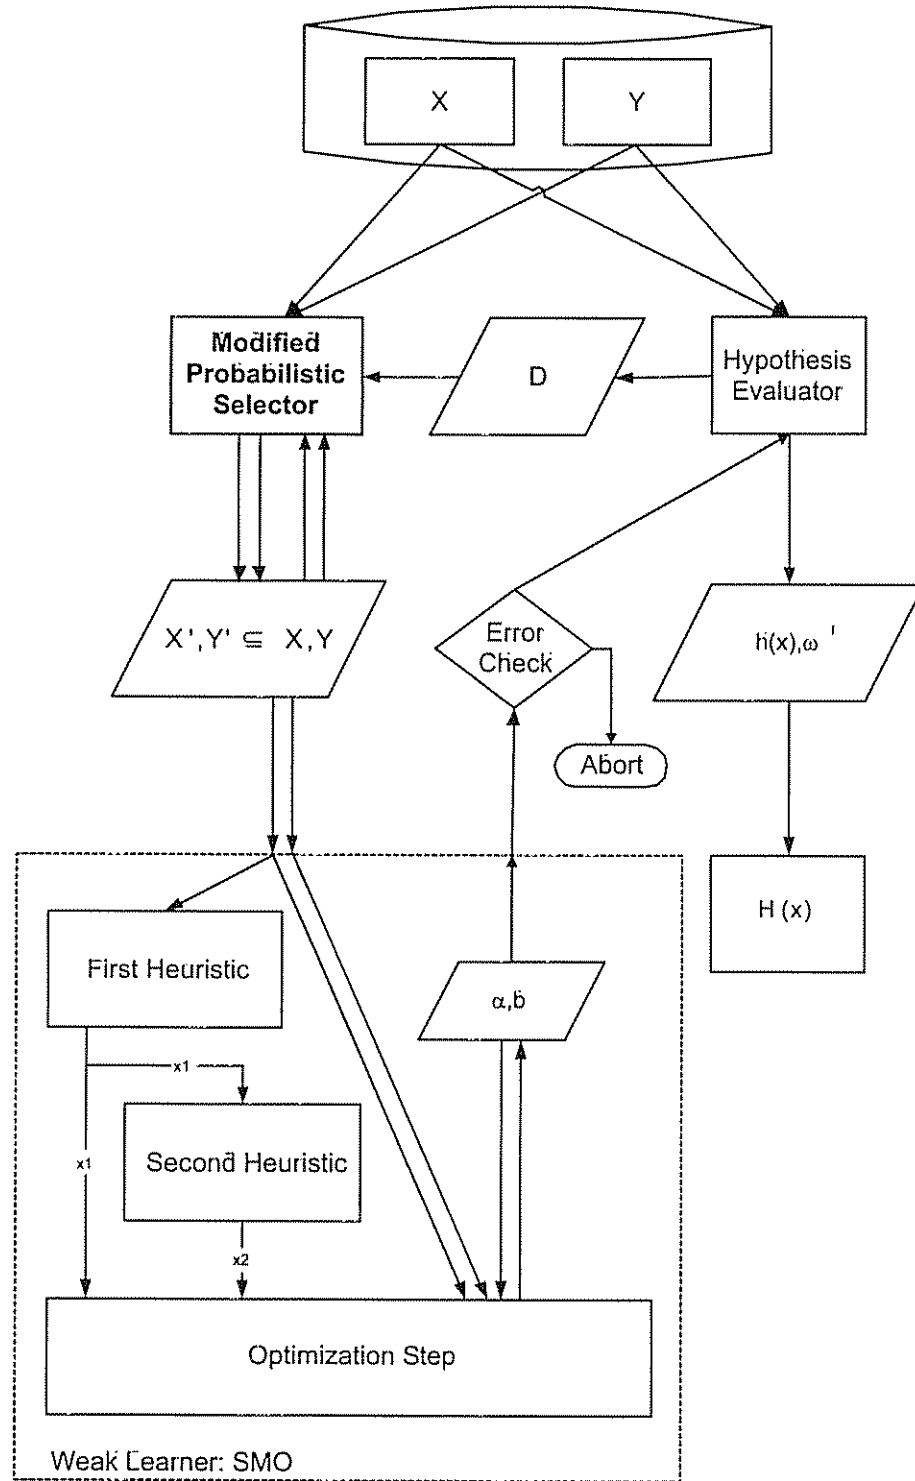 X
Y
Modified
Probabilistic
Selector
D
Hypothesis
Evaluator
X',Y' ⊆ X,Y
Error
Check
h(x),ω '
Abort
H (x)
First Heuristic
α,b
x1
Second Heuristic
x1
x2
Optimization Step
Weak Learner: SMO